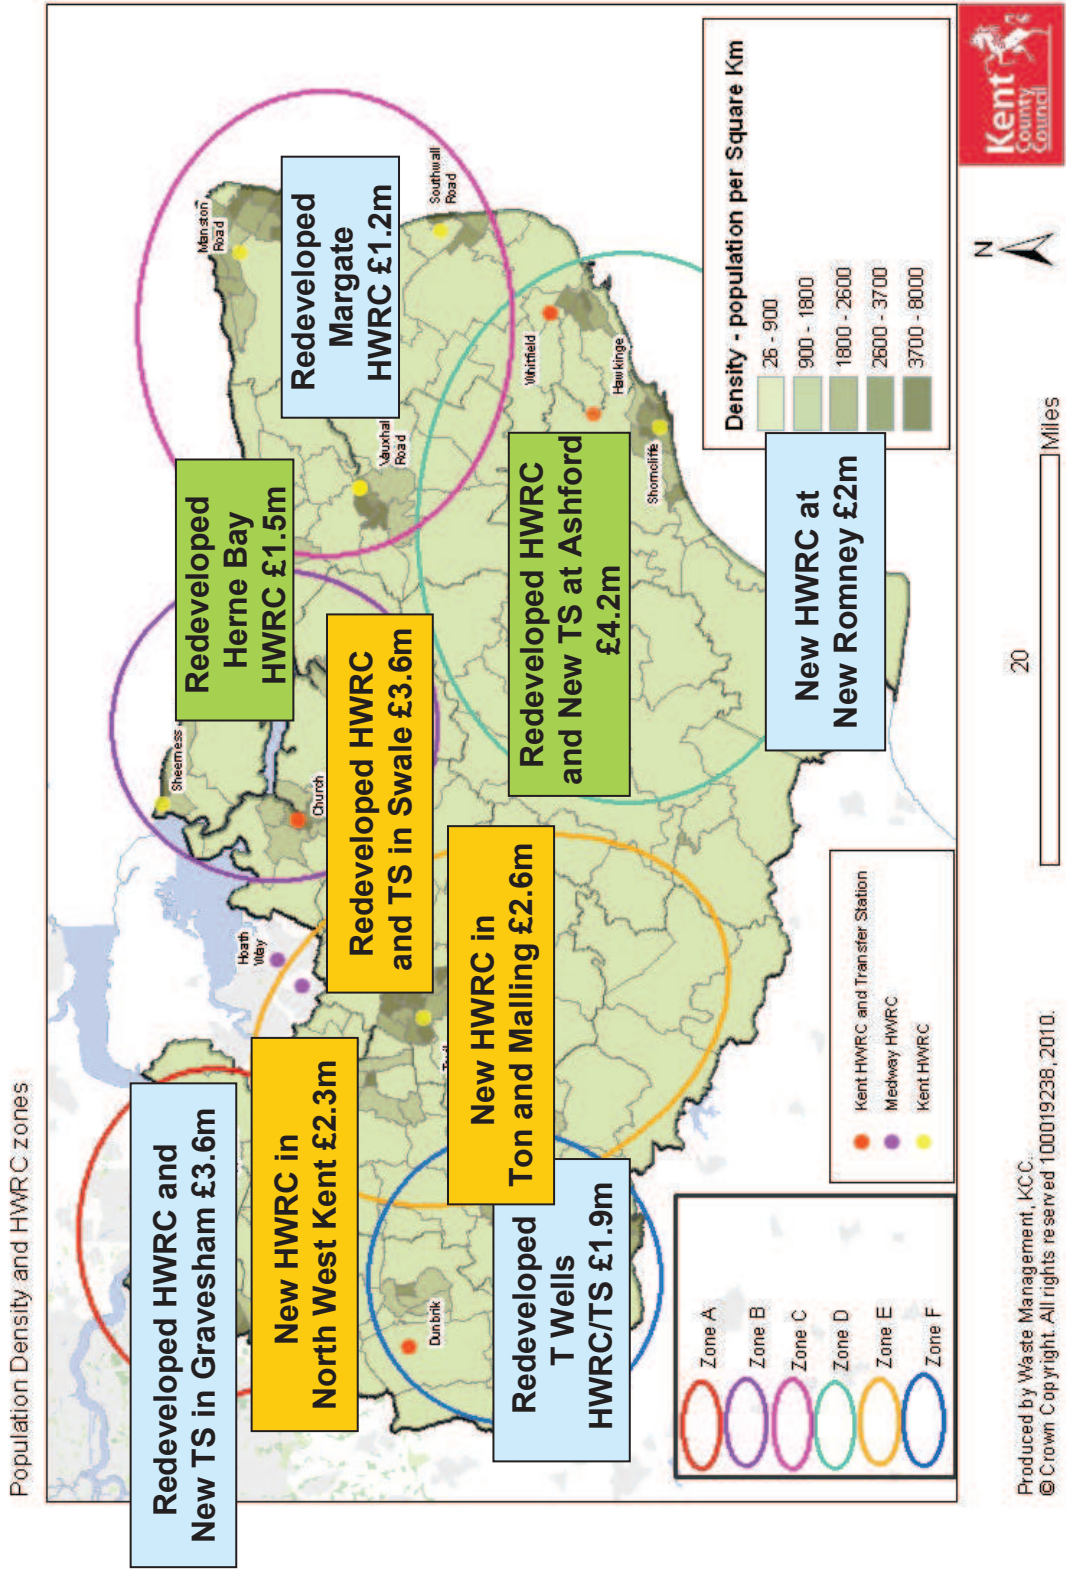 Population Density and HWRC zones
Redeveloped HWRC and
New TS in Gravesham £3.6m
New HWRC in
North West Kent £2.3m
Redeveloped
T Wells
HWRC/TS £1.9m
New HWRC in
Ton and Malling £2.6m
Redeveloped HWRC
and TS in Swale £3.6m
Redeveloped
Herne Bay
HWRC £1.5m
Redeveloped
Margate
HWRC £1.2m
Redeveloped HWRC
and New TS at Ashford
£4.2m
New HWRC at
New Romney £2m
Dunbrik
Hoath
Way
Sheerness
Church
Vauxhall
Road
Manston
Road
Southwall
Road
Whitfield
Hawkinge
Shorncliffe
Zone A
Zone B
Zone C
Zone D
Zone E
Zone F
Kent HWRC and Transfer Station
Medway HWRC
Kent HWRC
Density - population per Square Km
26 - 900
900 - 1800
1800 - 2600
2600 - 3700
3700 - 8000
Produced by Waste Management, KCC.
© Crown Copyright. All rights reserved 100019238, 2010.
20
Miles
N
Kent
County
Council